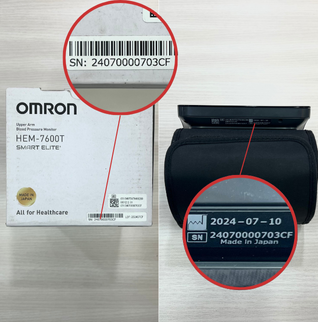 SN: 24070000703CF
OMRON
Upper Arm
Blood Pressure Monitor
HEM-7600T
SMART ELITE+
MADE IN
JAPAN
All for Healthcare
2024-07-10
SN 24070000703CF
Made in Japan